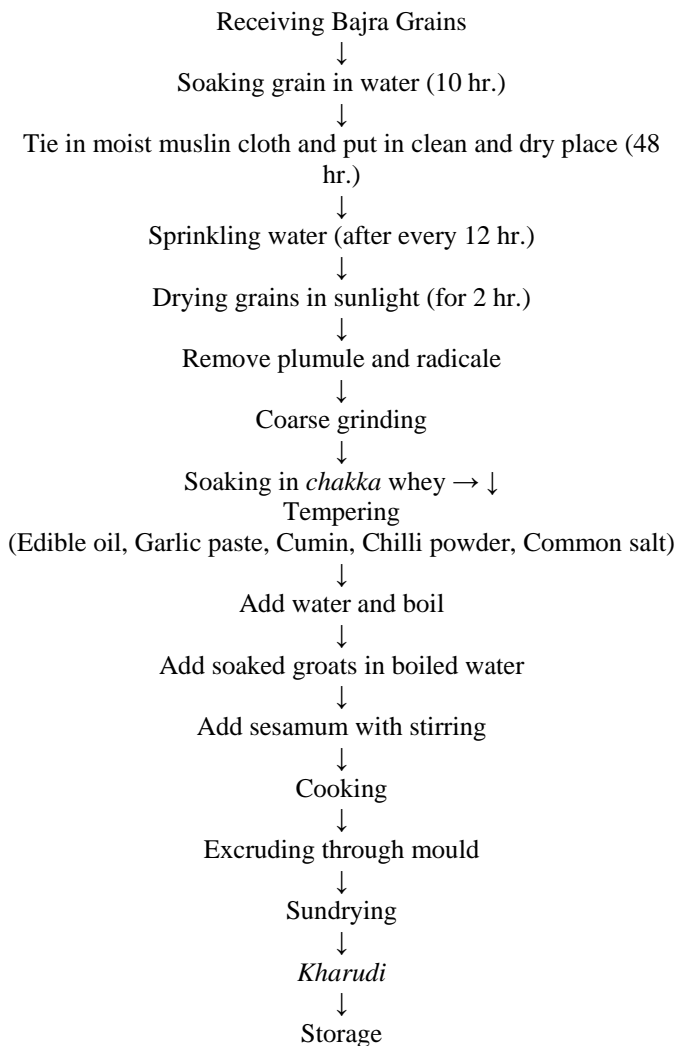 Receiving Bajra Grains
↓
Soaking grain in water (10 hr.)
↓
Tie in moist muslin cloth and put in clean and dry place (48
hr.)
↓
Sprinkling water (after every 12 hr.)
↓
Drying grains in sunlight (for 2 hr.)
↓
Remove plumule and radicale
↓
Coarse grinding
↓
Soaking in chakka whey → ↓
Tempering
(Edible oil, Garlic paste, Cumin, Chilli powder, Common salt)
↓
Add water and boil
↓
Add soaked groats in boiled water
↓
Add sesamum with stirring
↓
Cooking
↓
Excruding through mould
↓
Sundrying
↓
Kharudi
↓
Storage